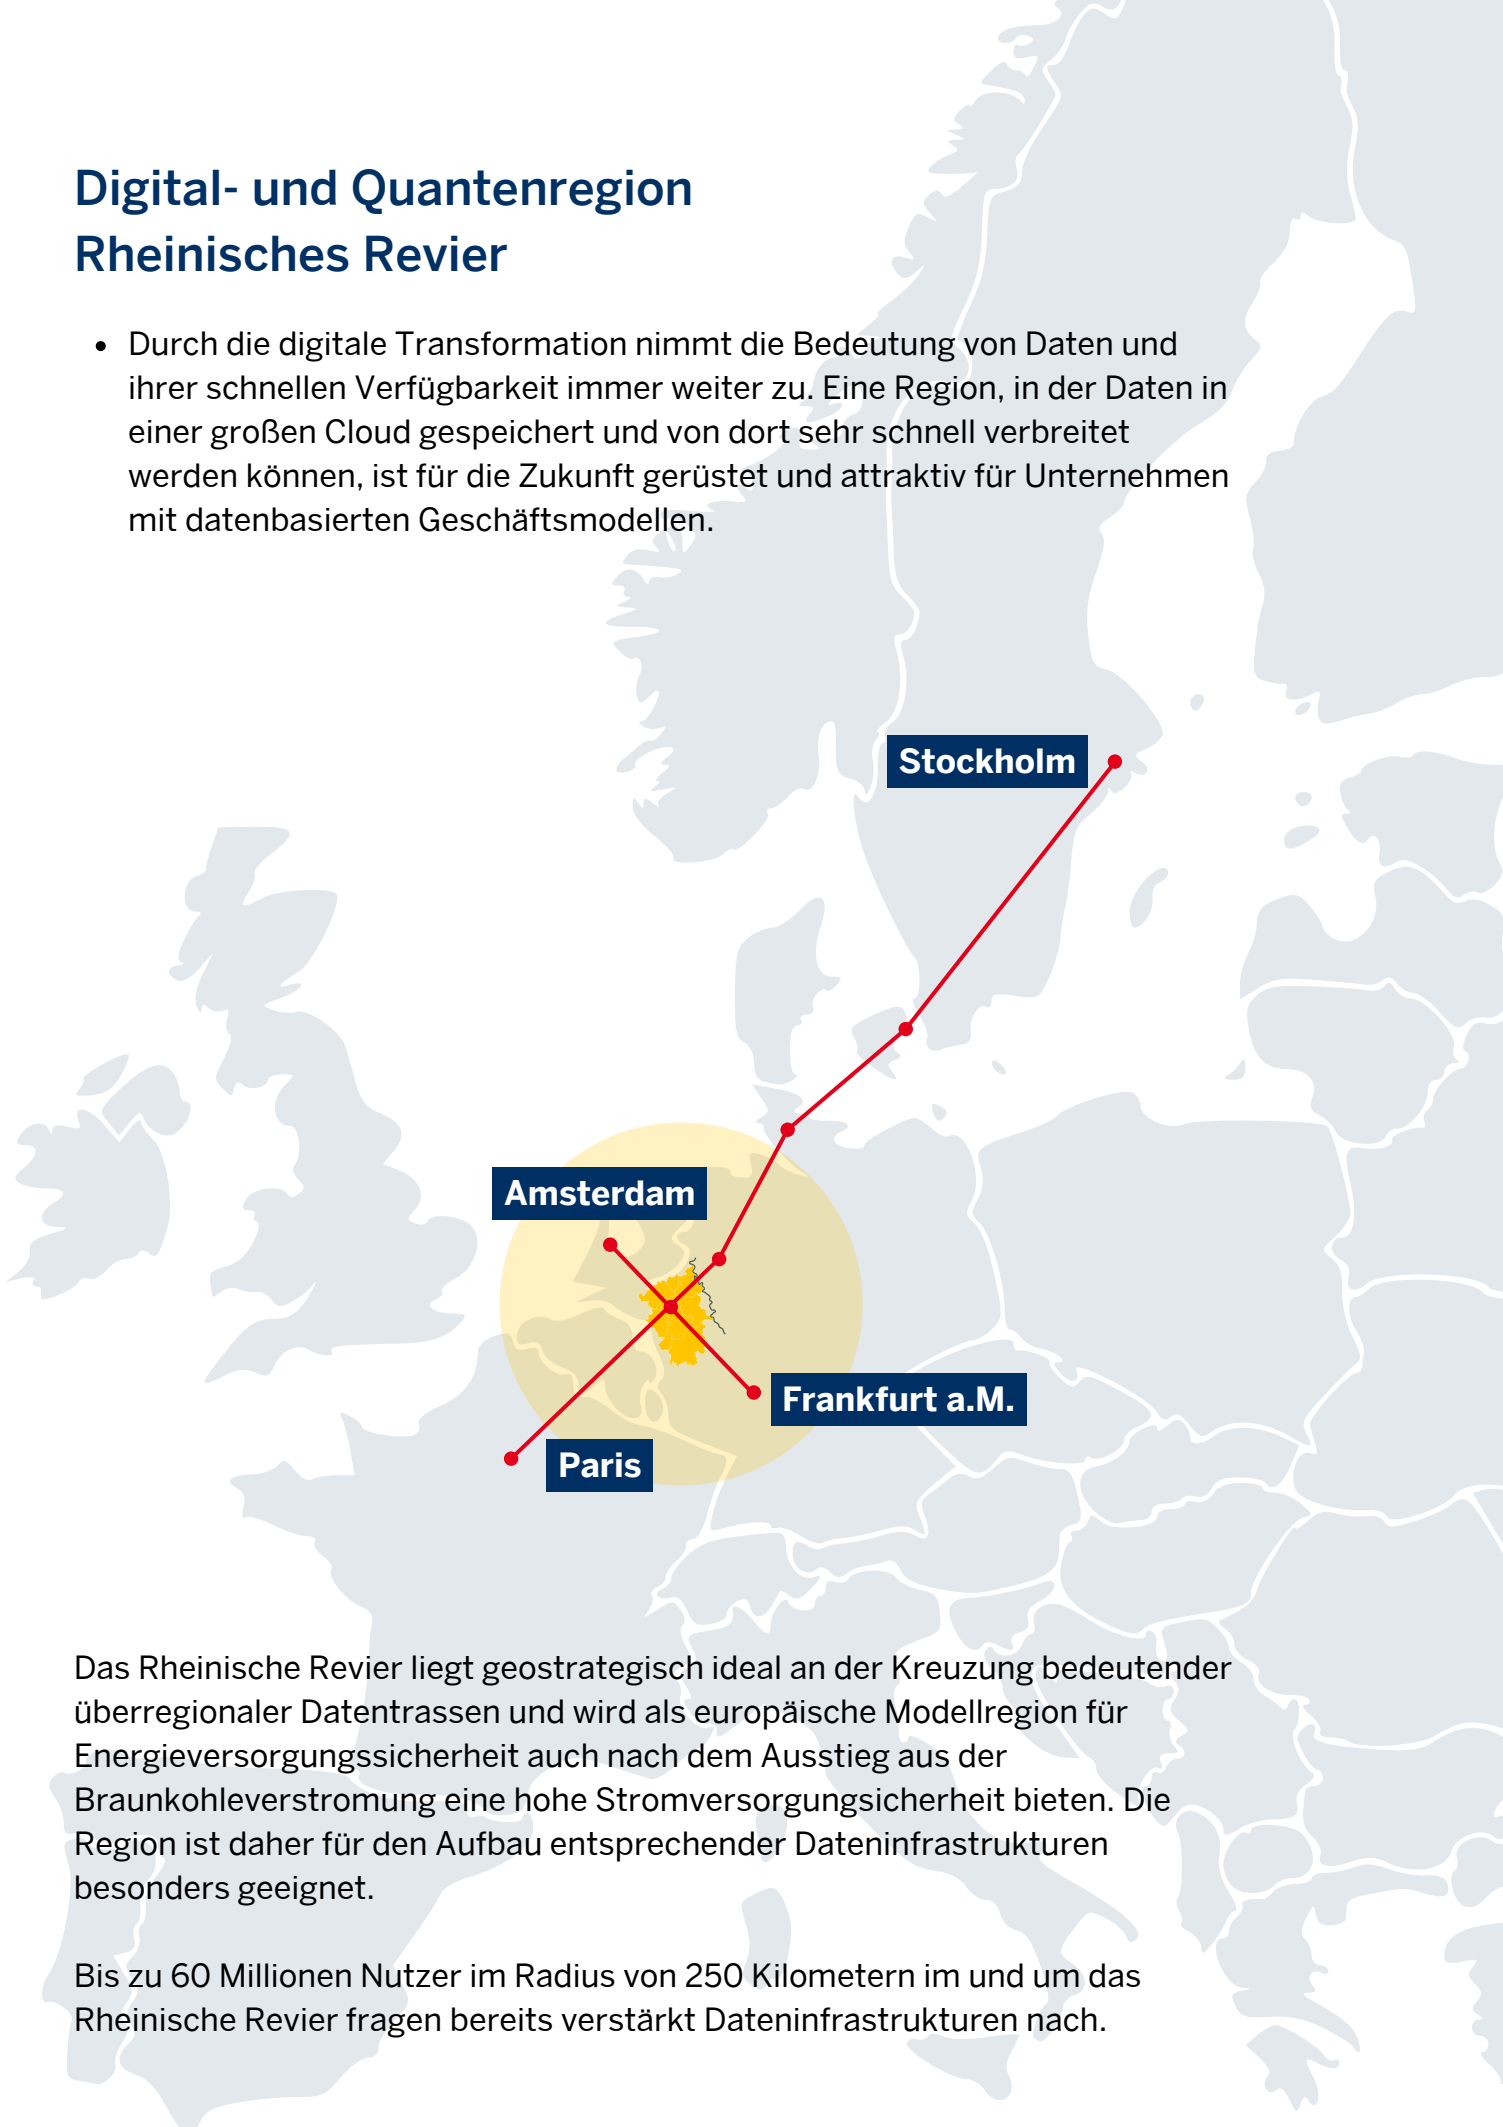 Digital- und Quantenregion
Rheinisches Revier
• Durch die digitale Transformation nimmt die Bedeutung von Daten und
ihrer schnellen Verfügbarkeit immer weiter zu. Eine Region, in der Daten in
einer großen Cloud gespeichert und von dort sehr schnell verbreitet
werden können, ist für die Zukunft gerüstet und attraktiv für Unternehmen
mit datenbasierten Geschäftsmodellen.
Stockholm
Amsterdam
Frankfurt a.M.
Paris
Das Rheinische Revier liegt geostrategisch ideal an der Kreuzung bedeutender
überregionaler Datentrassen und wird als europäische Modellregion für
Energieversorgungssicherheit auch nach dem Ausstieg aus der
Braunkohleverstromung eine hohe Stromversorgungsicherheit bieten. Die
Region ist daher für den Aufbau entsprechender Dateninfrastrukturen
besonders geeignet.
Bis zu 60 Millionen Nutzer im Radius von 250 Kilometern im und um das
Rheinische Revier fragen bereits verstärkt Dateninfrastrukturen nach.